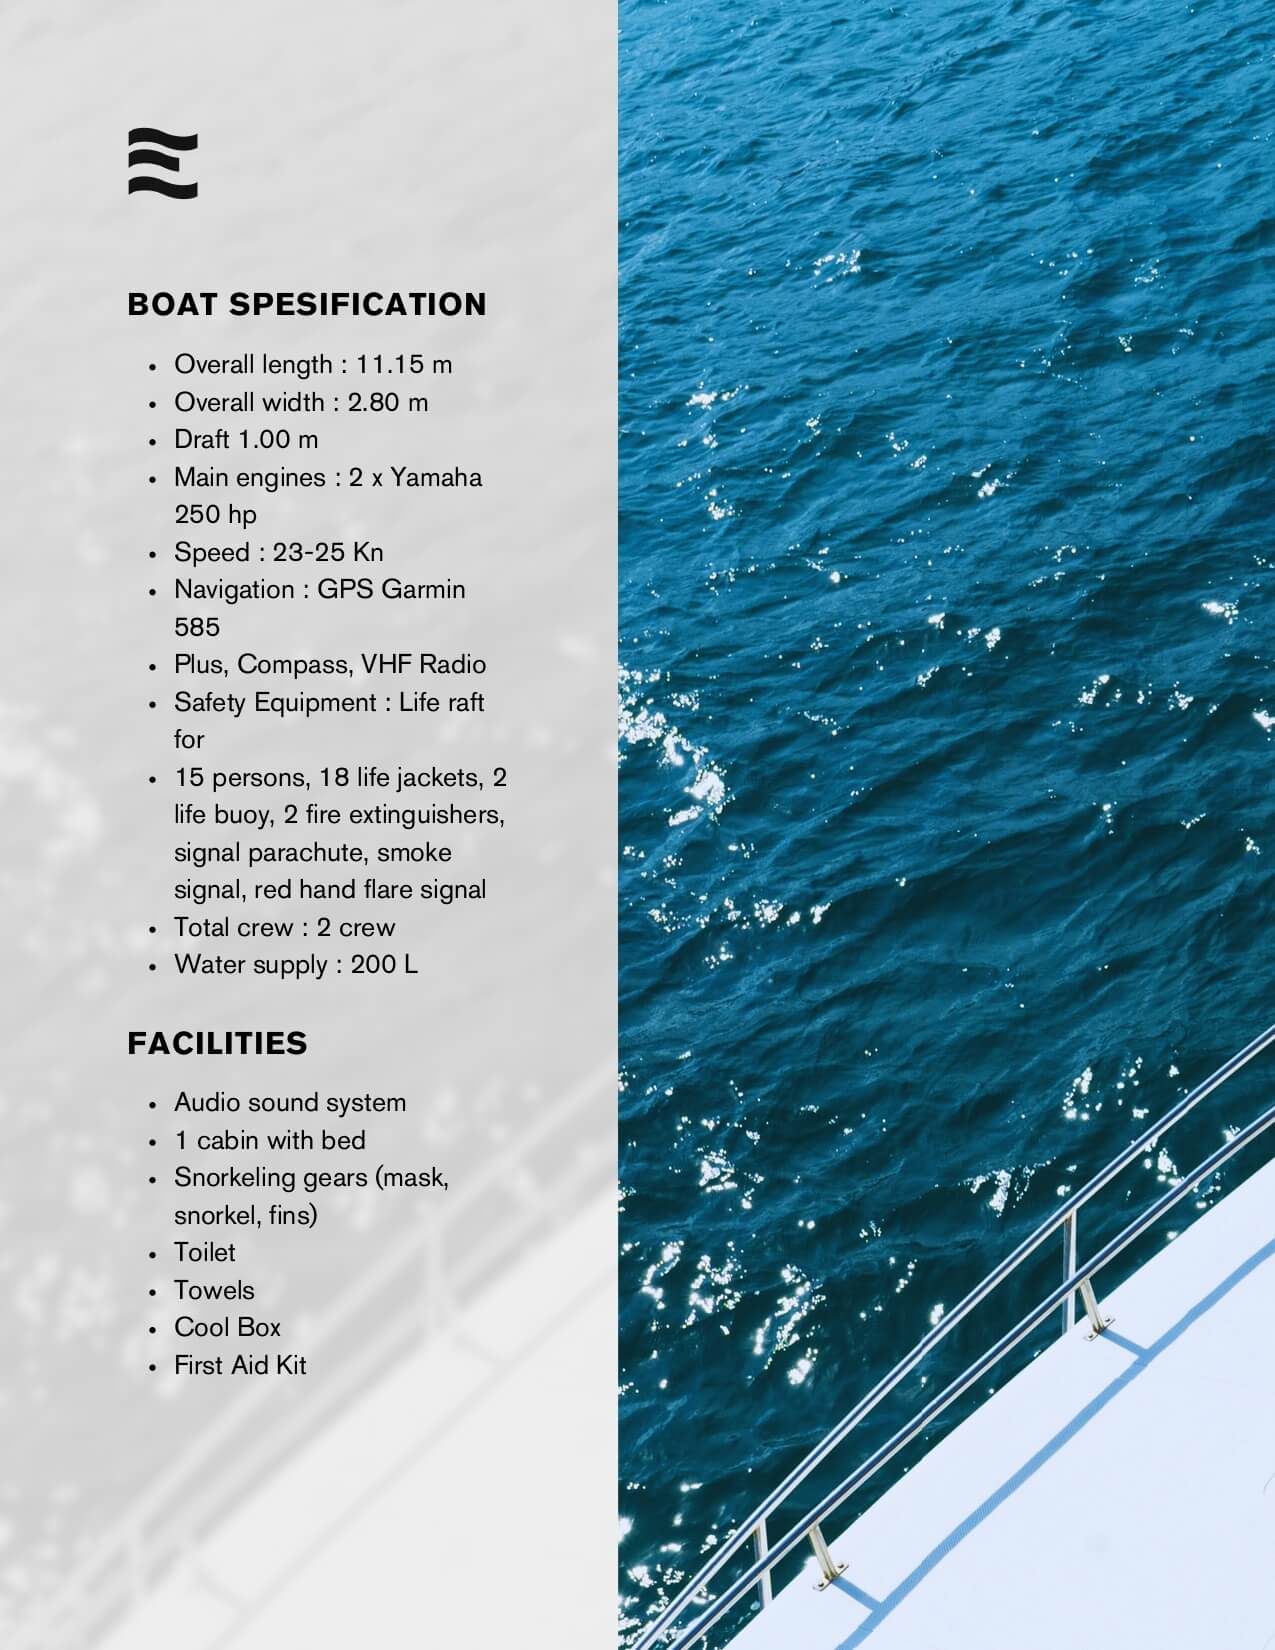 BOAT SPESIFICATION
• Overall length : 11.15 m
• Overall width : 2.80 m
• Draft 1.00 m
• Main engines : 2 x Yamaha
250 hp
• Speed : 23-25 Kn
• Navigation : GPS Garmin
585
• Plus, Compass, VHF Radio
• Safety Equipment : Life raft
for
• 15 persons, 18 life jackets, 2
life buoy, 2 fire extinguishers,
signal parachute, smoke
signal, red hand flare signal
• Total crew : 2 crew
• Water supply : 200 L
FACILITIES
• Audio sound system
• 1 cabin with bed
• Snorkeling gears (mask,
snorkel, fins)
• Toilet
• Towels
• Cool Box
• First Aid Kit